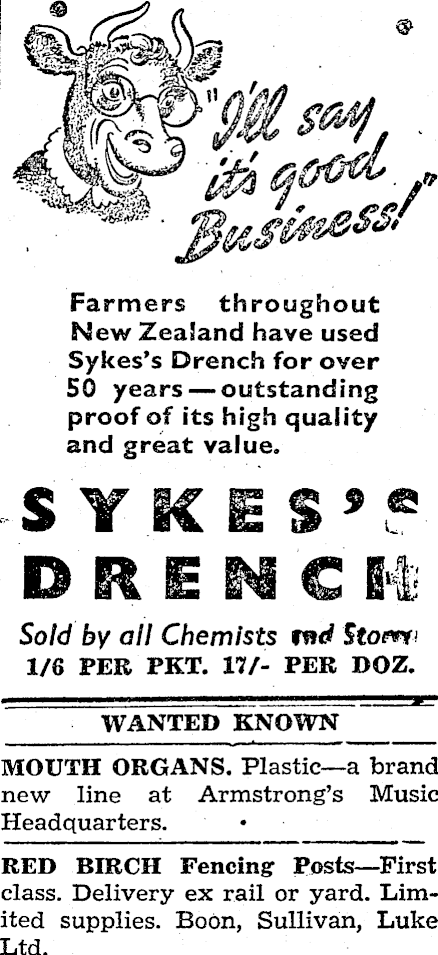 "I'll say
it's good
Business!"
Farmers throughout
New Zealand have used
Sykes's Drench for over
50 years — outstanding
proof of its high quality
and great value.
SYKES'S
DRENCH
Sold by all Chemists and Stores
1/6 PER PKT. 17/- PER DOZ.
WANTED KNOWN
MOUTH ORGANS. Plastic—a brand
new line at Armstrong's Music
Headquarters.
RED BIRCH Fencing Posts—First
class. Delivery ex rail or yard. Lim-
ited supplies. Boon, Sullivan, Luke
Ltd.